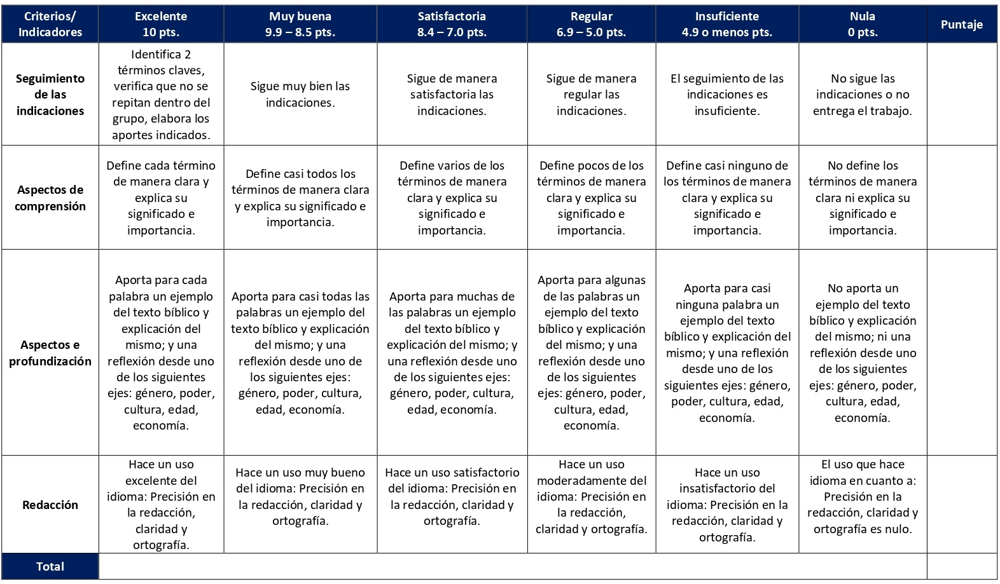 Criterios/
Indicadores
Excelente
10 pts.
Muy buena
9.9 – 8.5 pts.
Satisfactoria
8.4 – 7.0 pts.
Regular
6.9 – 5.0 pts.
Insuficiente
4.9 o menos pts.
Nula
0 pts.
Puntaje
Seguimiento
de las
indicaciones
Identifica 2
términos claves,
verifica que no se
repitan dentro del
grupo, elabora los
aportes indicados.
Sigue muy bien las
indicaciones.
Sigue de manera
satisfactoria las
indicaciones.
Sigue de manera
regular las
indicaciones.
El seguimiento de las
indicaciones es
insuficiente.
No sigue las
indicaciones o no
entrega el trabajo.
Aspectos de
comprensión
Define cada término
de manera clara y
explica su
significado e
importancia.
Define casi todos los
términos de manera clara
y explica su significado e
importancia.
Define varios de los
términos de manera
clara y explica su
significado e
importancia.
Define pocos de los
términos de manera
clara y explica su
significado e
importancia.
Define casi ninguno de
los términos de manera
clara y explica su
significado e
importancia.
No define los
términos de manera
clara ni explica su
significado e
importancia.
Aspectos e
profundización
Aporta para cada
palabra un ejemplo
del texto bíblico y
explicación del
mismo; y una
reflexión desde uno
de los siguientes
ejes: género, poder,
cultura, edad,
economía.
Aporta para casi todas las
palabras un ejemplo del
texto bíblico y explicación
del mismo; y una
reflexión desde uno de
los siguientes ejes:
género, poder, cultura,
edad, economía.
Aporta para muchas de
las palabras un ejemplo
del texto bíblico y
explicación del mismo; y
una reflexión desde uno
de los siguientes ejes:
género, poder, cultura,
edad, economía.
Aporta para algunas
de las palabras un
ejemplo del texto
bíblico y explicación
del mismo; y una
reflexión desde uno
de los siguientes
ejes: género, poder,
cultura, edad,
economía.
Aporta para casi
ninguna palabra un
ejemplo del texto
bíblico y explicación del
mismo; y una reflexión
desde uno de los
siguientes ejes: género,
poder, cultura, edad,
economía.
No aporta un
ejemplo del texto
bíblico y explicación
del mismo; ni una
reflexión desde uno
de los siguientes
ejes: género, poder,
cultura, edad,
economía.
Redacción
Hace un uso
excelente del
idioma: Precisión en
la redacción,
claridad y
ortografía.
Hace un uso muy bueno
del idioma: Precisión en
la redacción, claridad y
ortografía.
Hace un uso satisfactorio
del idioma: Precisión en
la redacción, claridad y
ortografía.
Hace un uso
moderadamente del
idioma: Precisión en
la redacción,
claridad y ortografía.
Hace un uso
insatisfactorio del
idioma: Precisión en la
redacción, claridad y
ortografía.
El uso que hace
idioma en cuanto a:
Precisión en la
redacción, claridad y
ortografía es nulo.
Total